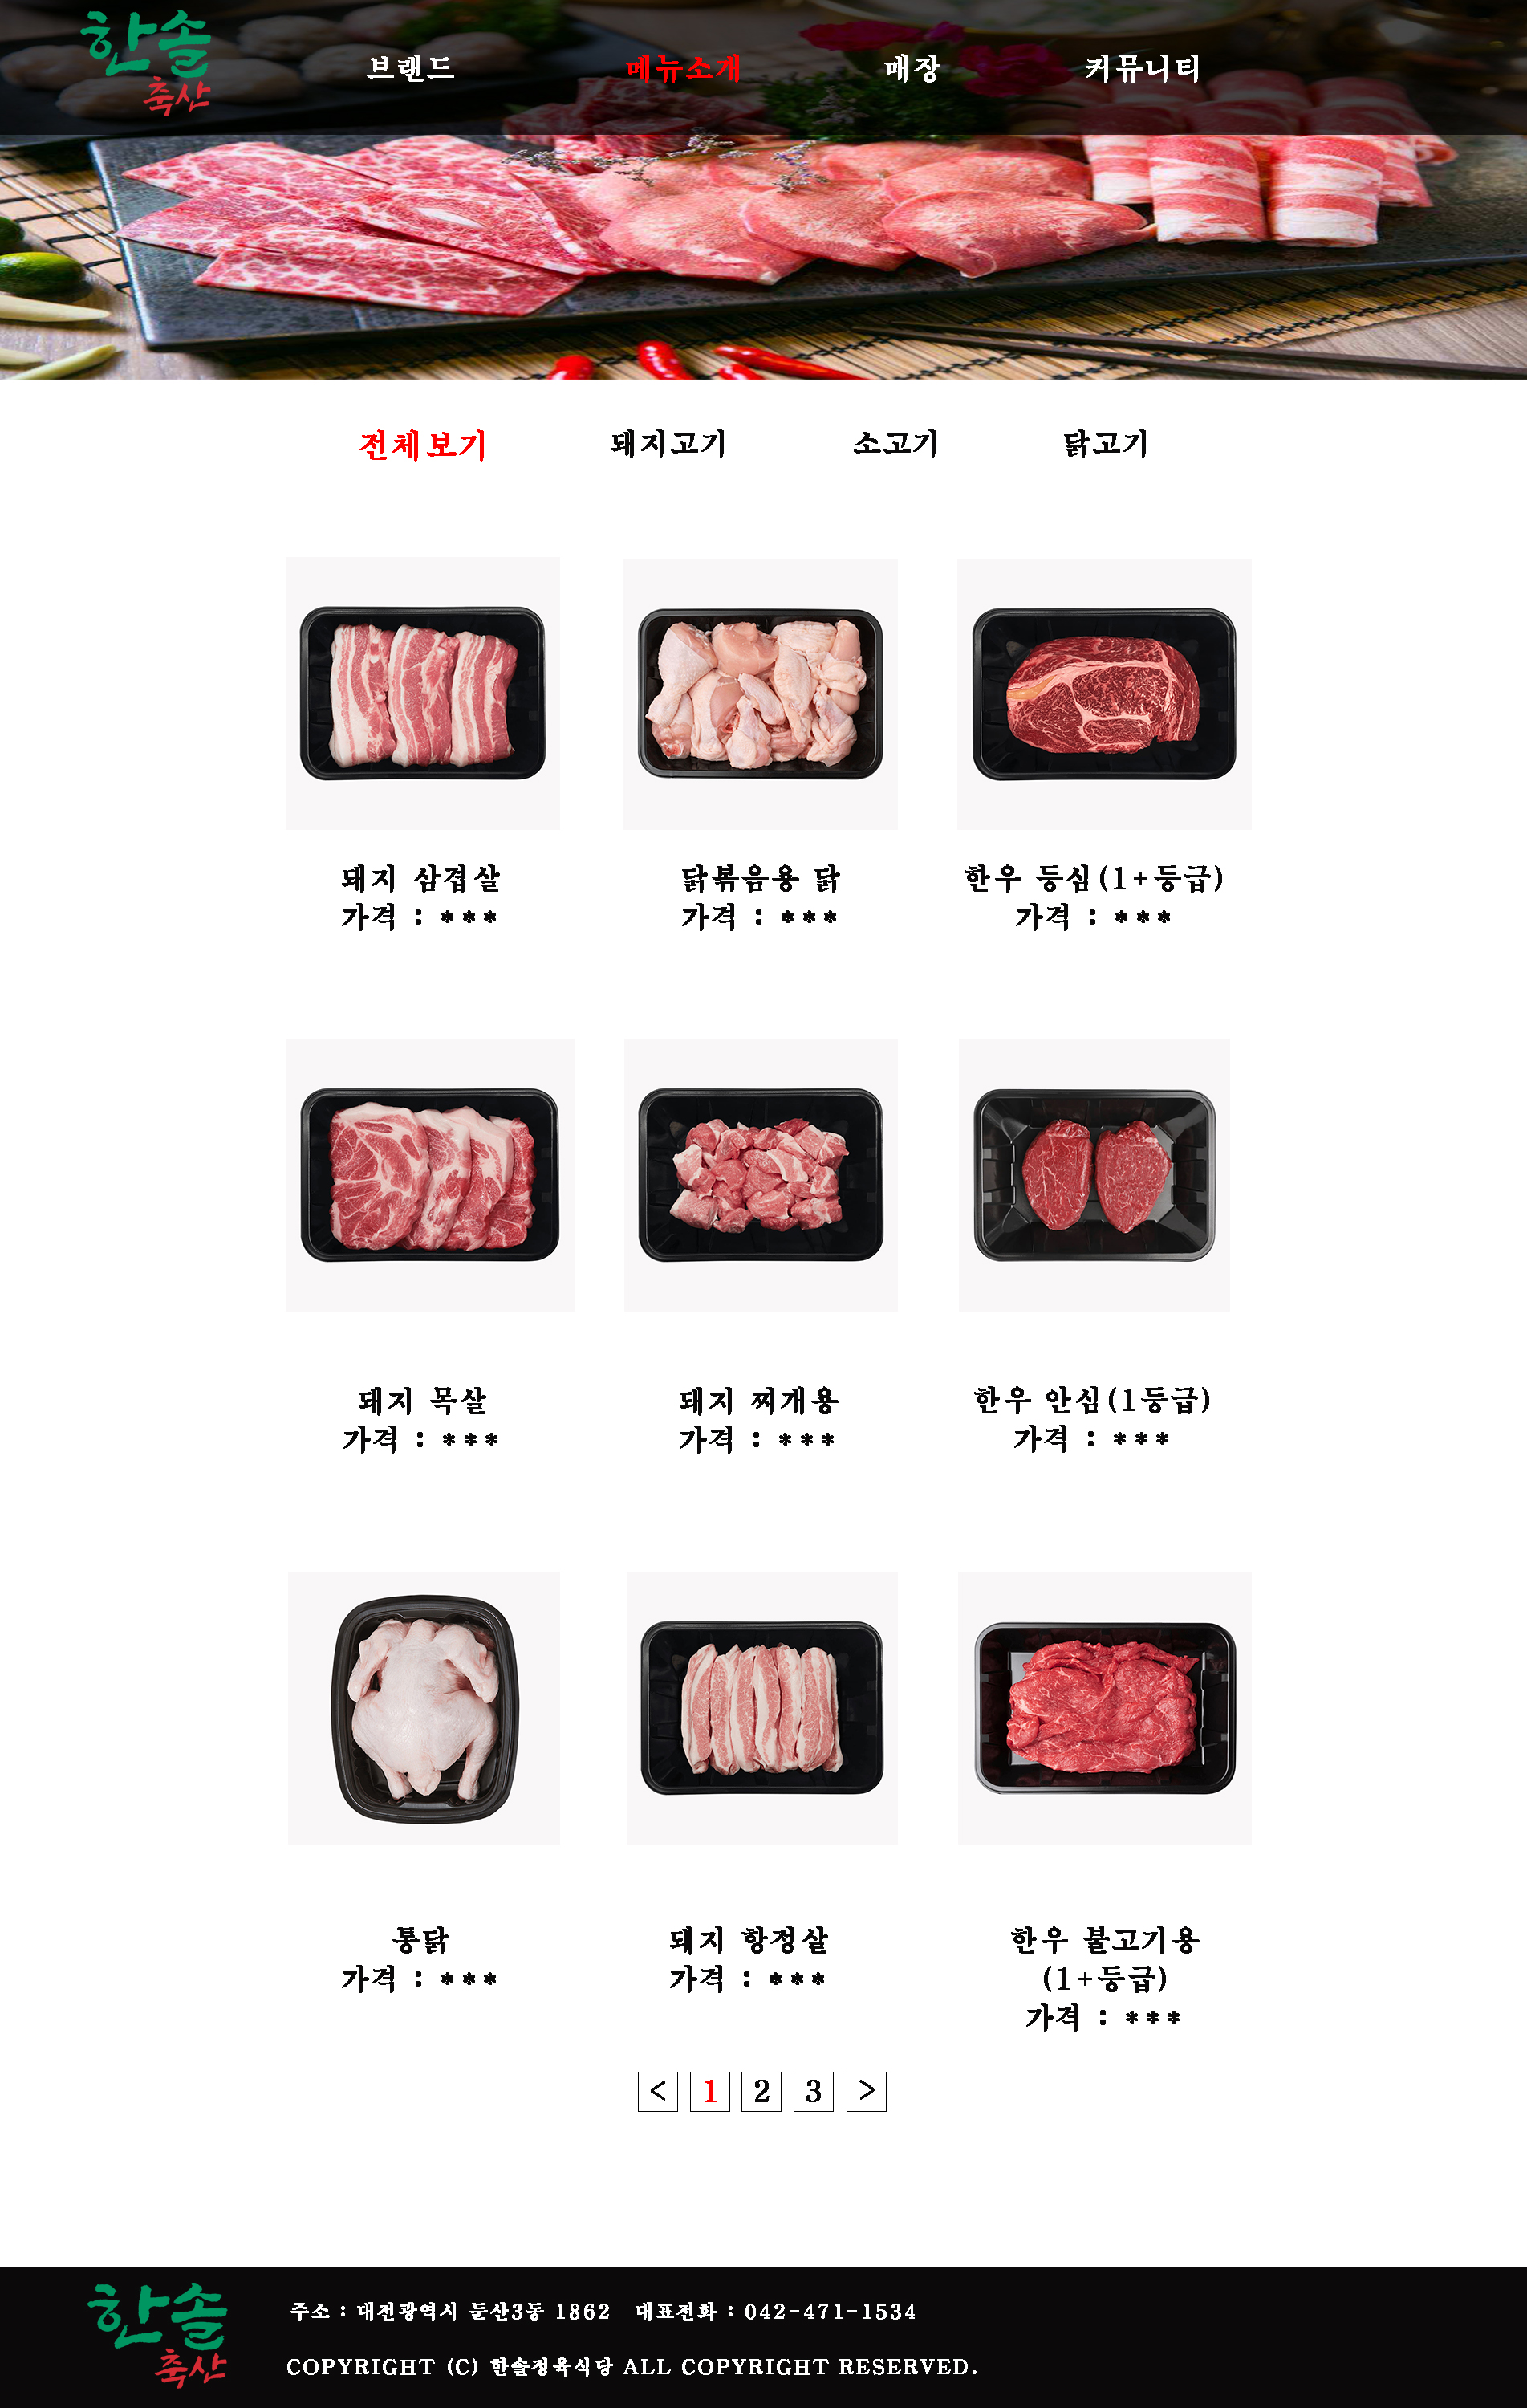 한솔
축산
브랜드 메뉴소개 매장 커뮤니티
전체보기 돼지고기 소고기 닭고기
돼지 삼겹살
가격 : ***
닭볶음용 닭
가격 : ***
한우 등심(1+등급)
가격 : ***
돼지 목살
가격 : ***
돼지 찌개용
가격 : ***
한우 안심(1등급)
가격 : ***
통닭
가격 : ***
돼지 항정살
가격 : ***
한우 불고기용
(1+등급)
가격 : ***
< 1 2 3 >
한솔
축산
주소 : 대전광역시 둔산3동 1862 대표전화 : 042-471-1534
COPYRIGHT (C) 한솔정육식당 ALL COPYRIGHT RESERVED.